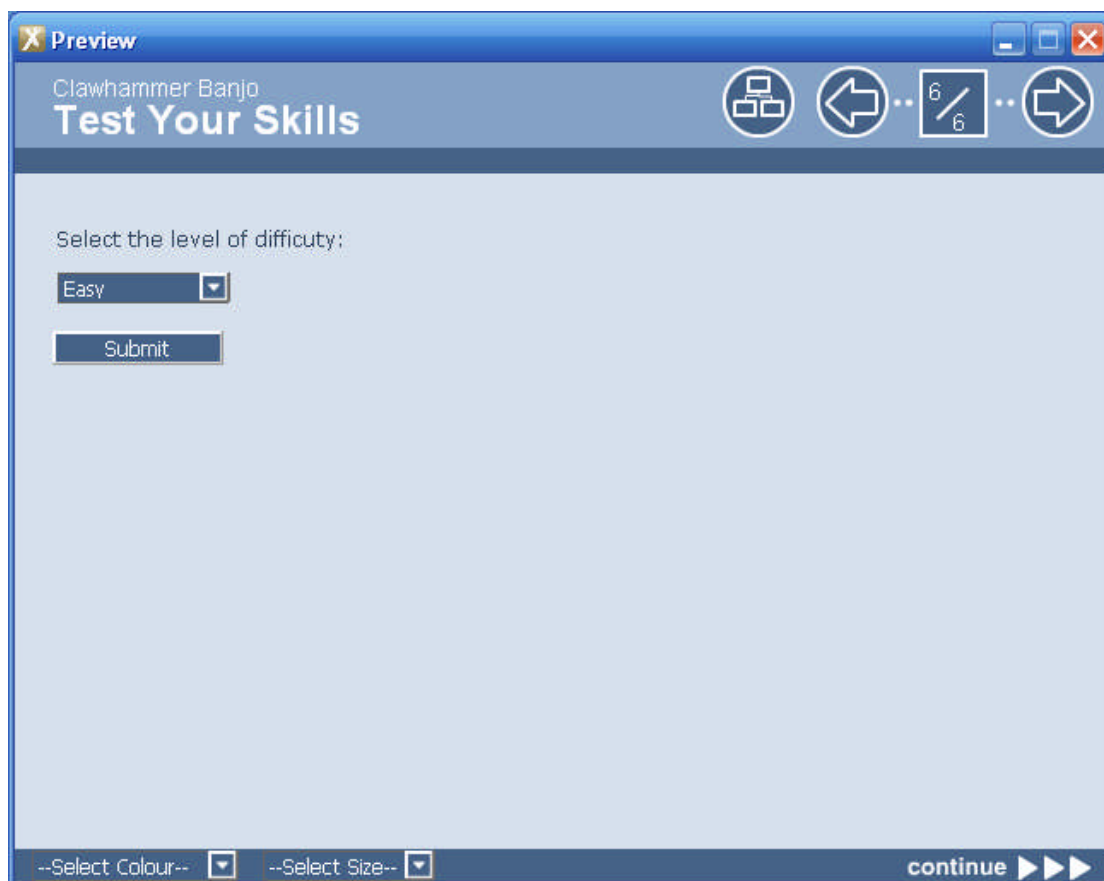 Preview
Clawhammer Banjo
Test Your Skills
6/6
Select the level of difficuty:
Easy
Submit
--Select Colour--
--Select Size--
continue